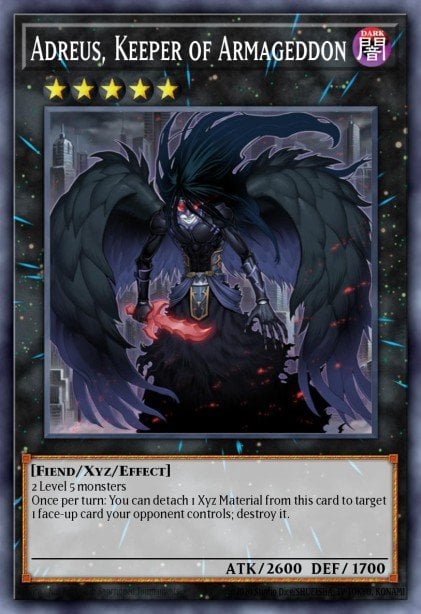 ADREUS, KEEPER OF ARMAGEDDON
DARK
闇
[FIEND/XYZ/EFFECT]
2 Level 5 monsters
Once per turn: You can detach 1 Xyz Material from this card to target
1 face-up card your opponent controls; destroy it.
ATK/2600 DEF/1700